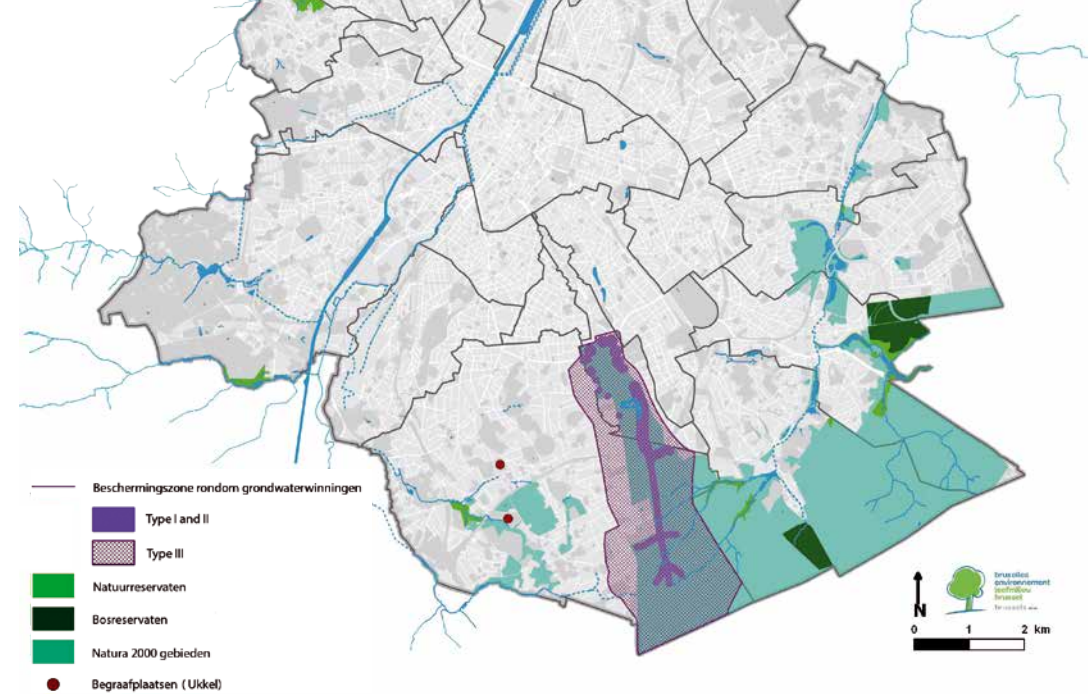 Beschermingszone rondom grondwaterwinningen
Type I and II
Type III
Natuurreservaten
Bosreservaten
Natura 2000 gebieden
Begraafplaatsen ( Ukkel)
N
bruxelles
environnement
leefmilieu
brussel
0 1 2 km